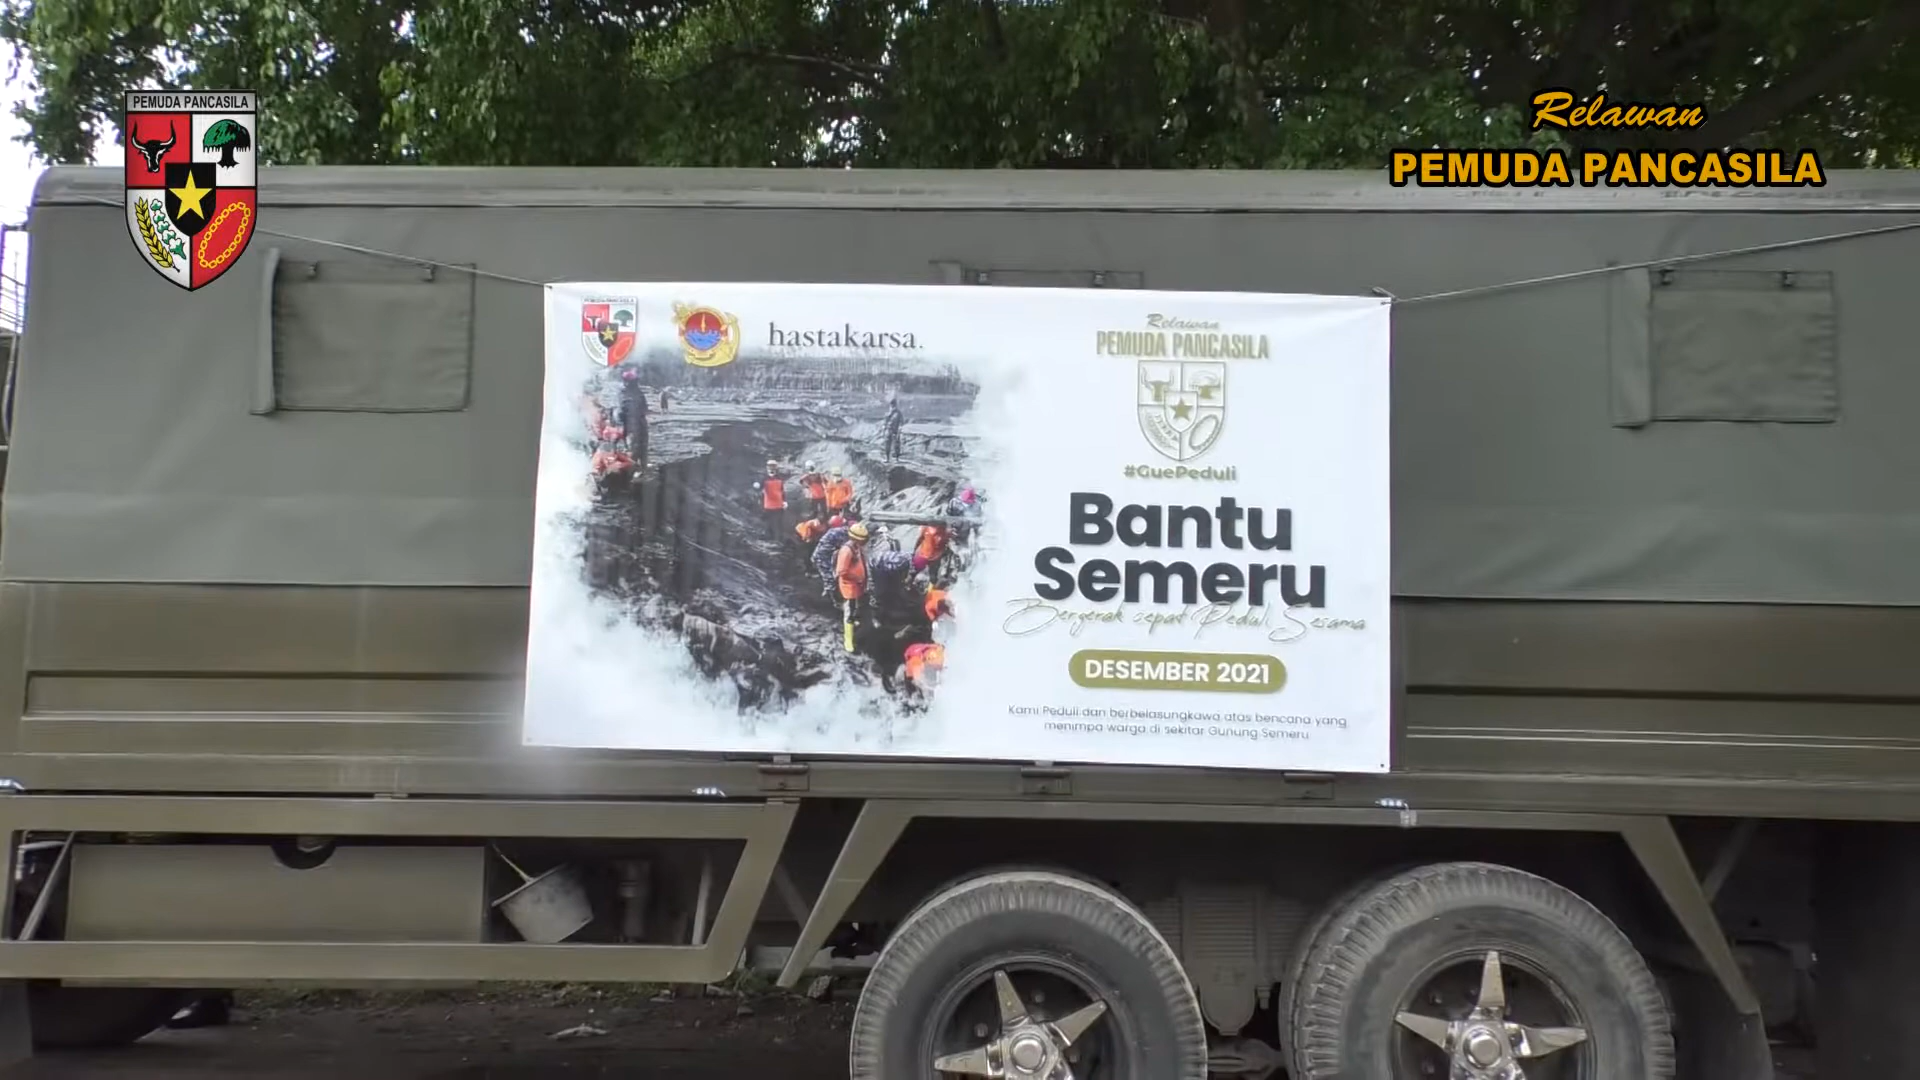 PEMUDA PANCASILA
Relawan
PEMUDA PANCASILA
hastakarsa.
Relawan
PEMUDA PANCASILA
#GuePeduli
Bantu
Semeru
Bergerak cepat Peduli Sesama
DESEMBER 2021
Kami Peduli dan berbelasungkawa atas bencana yang
menimpa warga di sekitar Gunung Semeru